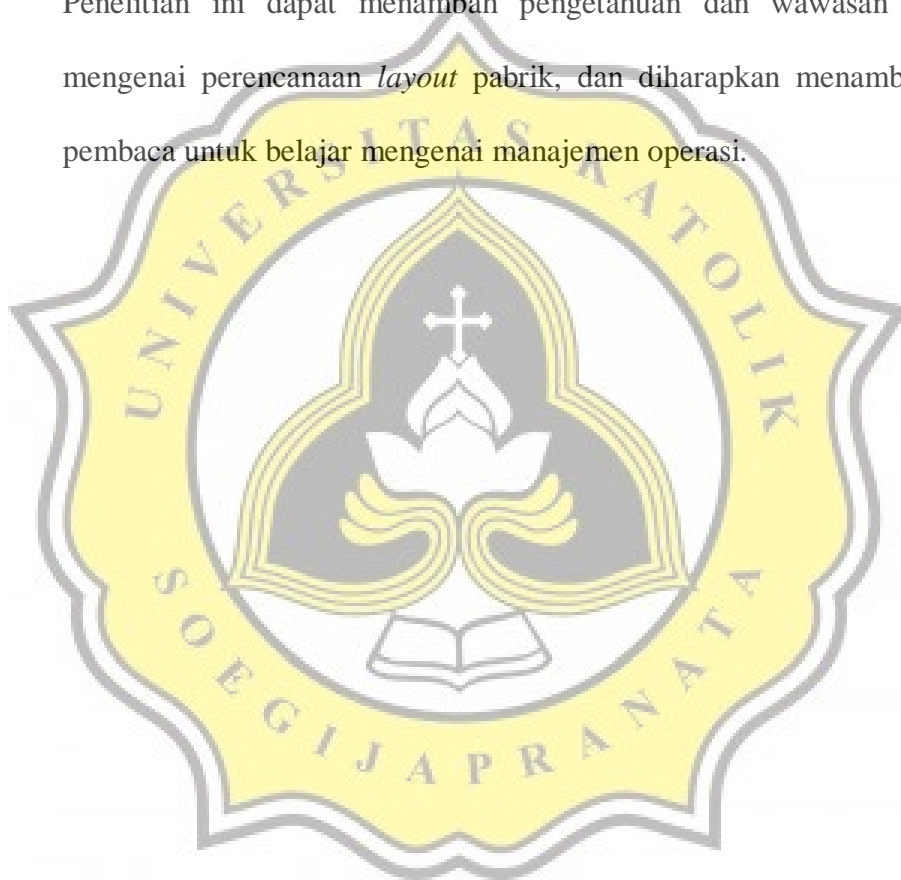 Penelitian ini dapat menambah pengetahuan dan wawasan
mengenai perencanaan layout pabrik, dan diharapkan menamb
pembaca untuk belajar mengenai manajemen operasi.
UNIVERSITAS KATOLIK
SOEGIJAPRANATA